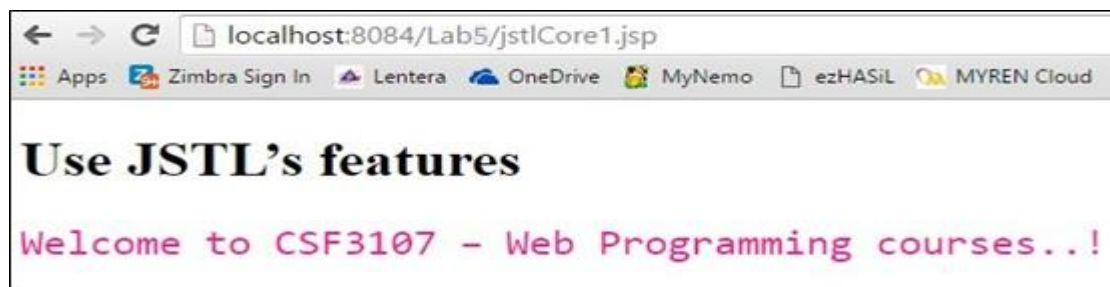 localhost:8084/Lab5/jstlCore1.jsp
Apps Zimbra Sign In Lentera OneDrive MyNemo ezHASiL MYREN Cloud
Use JSTL’s features
Welcome to CSF3107 – Web Programming courses..!